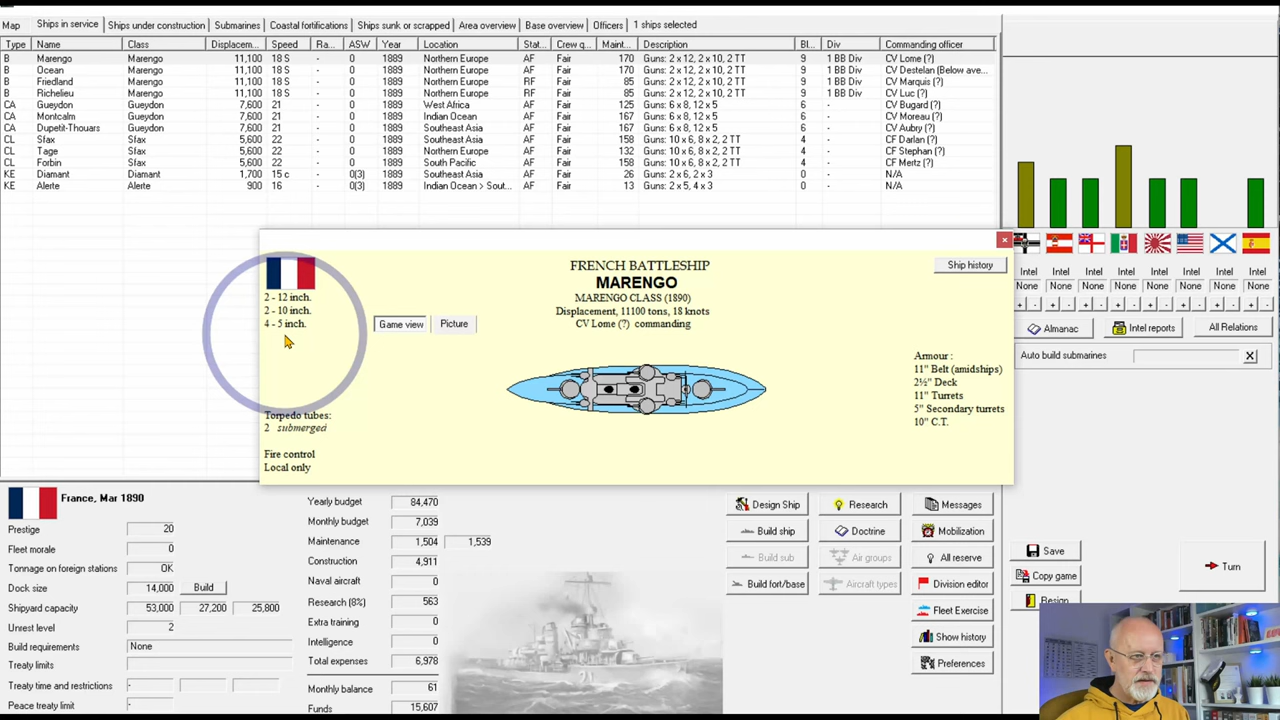 Map Ships in service Ships under construction Submarines Coastal fortifications Ships sunk or scrapped Area overview Base overview Officers 1 ships selected
Type Name Class Displacem... Speed Ra... ASW Year Location Stat... Crew q... Maint... Description Bl... Div Commanding officer
B Marengo Marengo 11,100 18 S - 0 1889 Northern Europe AF Fair 170 Guns: 2 x 12, 2 x 10, 2 TT 9 1 BB Div CV Lome (?)
B Ocean Marengo 11,100 18 S - 0 1889 Northern Europe AF Fair 170 Guns: 2 x 12, 2 x 10, 2 TT 9 1 BB Div CV Destelan (Below ave...
B Friedland Marengo 11,100 18 S - 0 1889 Northern Europe RF Fair 85 Guns: 2 x 12, 2 x 10, 2 TT 9 1 BB Div CV Marquis (?)
B Richelieu Marengo 11,100 18 S - 0 1889 Northern Europe RF Fair 85 Guns: 2 x 12, 2 x 10, 2 TT 9 1 BB Div CV Luc (?)
CA Gueydon Gueydon 7,600 21 - 0 1889 West Africa AF Fair 125 Guns: 6 x 8, 12 x 5 6 - CV Bugard (?)
CA Montcalm Gueydon 7,600 21 - 0 1889 Indian Ocean AF Fair 167 Guns: 6 x 8, 12 x 5 6 - CV Moreau (?)
CA Dupetit-Thouars Gueydon 7,600 21 - 0 1889 Southeast Asia AF Fair 167 Guns: 6 x 8, 12 x 5 6 - CV Aubry (?)
CL Sfax Sfax 5,600 22 - 0 1889 Southeast Asia AF Fair 158 Guns: 10 x 6, 8 x 2, 2 TT 4 - CF Darlan (?)
CL Tage Sfax 5,600 22 - 0 1889 Northern Europe AF Fair 132 Guns: 10 x 6, 8 x 2, 2 TT 4 - CF Stephan (?)
CL Forbin Sfax 5,600 22 - 0 1889 South Pacific AF Fair 158 Guns: 10 x 6, 8 x 2, 2 TT 4 - CF Mertz (?)
KE Diamant Diamant 1,700 15 c - 0(3) 1889 Southeast Asia AF Fair 26 Guns: 2 x 6, 2 x 3 0 - N/A
KE Alerte Alerte 900 16 - 0(3) 1889 Indian Ocean > Sout... AF Fair 13 Guns: 2 x 5, 4 x 3 0 - N/A
FRENCH BATTLESHIP
MARENGO
MARENGO CLASS (1890)
Displacement, 11100 tons, 18 knots
CV Lome (?) commanding
Ship history
2 - 12 inch.
2 - 10 inch.
4 - 5 inch.
Game view Picture
Torpedo tubes:
2 submerged
Fire control
Local only
Armour :
11" Belt (amidships)
2½" Deck
11" Turrets
5" Secondary turrets
10" C.T.
Intel Intel Intel Intel Intel Intel Intel Intel
None None None None None None None None
+ - + - + - + - + - + - + - + -
Almanac Intel reports All Relations
Auto build submarines X
France, Mar 1890
Prestige 20
Fleet morale 0
Tonnage on foreign stations OK
Dock size 14,000 Build
Shipyard capacity 53,000 27,200 25,800
Unrest level 2
Build requirements None
Treaty limits
Treaty time and restrictions -
Peace treaty limit -
Yearly budget 84,470
Monthly budget 7,039
Maintenance 1,504 1,539
Construction 4,911
Naval aircraft 0
Research (8%) 563
Extra training 0
Intelligence 0
Total expenses 6,978
Monthly balance 61
Funds 15,607
Design Ship Research Messages
Build ship Doctrine Mobilization
Build sub Air groups All reserve
Build fort/base Aircraft types Division editor
Fleet Exercise
Show history
Preferences
Save
Copy game
Resign
Turn